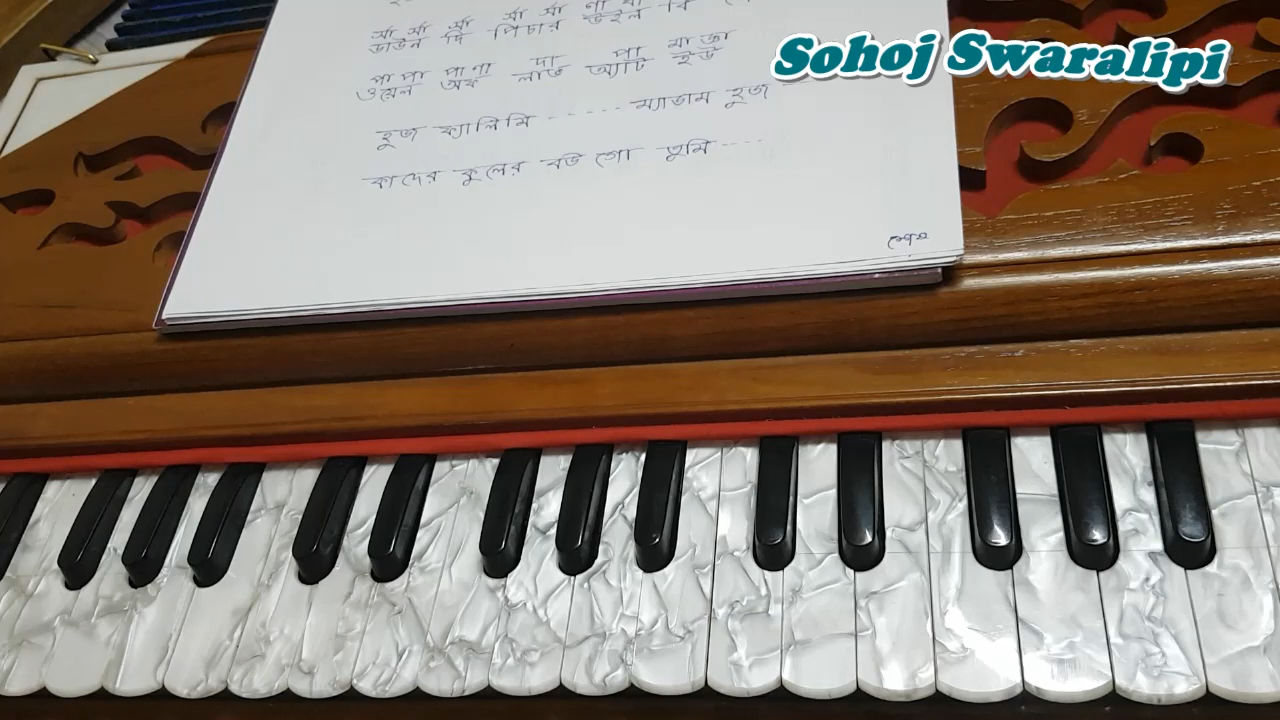 Sohoj Swaralipi
র্সা র্সা র্সা র্সা র্সা ণা
ডাউন দি পিচার উইল কি
পা পা পা ণা দা পা মা জ্ঞা
ওয়েল অফ লাভ অ্যাট ইউ
হুজ ফ্যামিলি ----- ম্যাডাম হুজ
কাদের কুলের বউ গো তুমি ----
শেষ